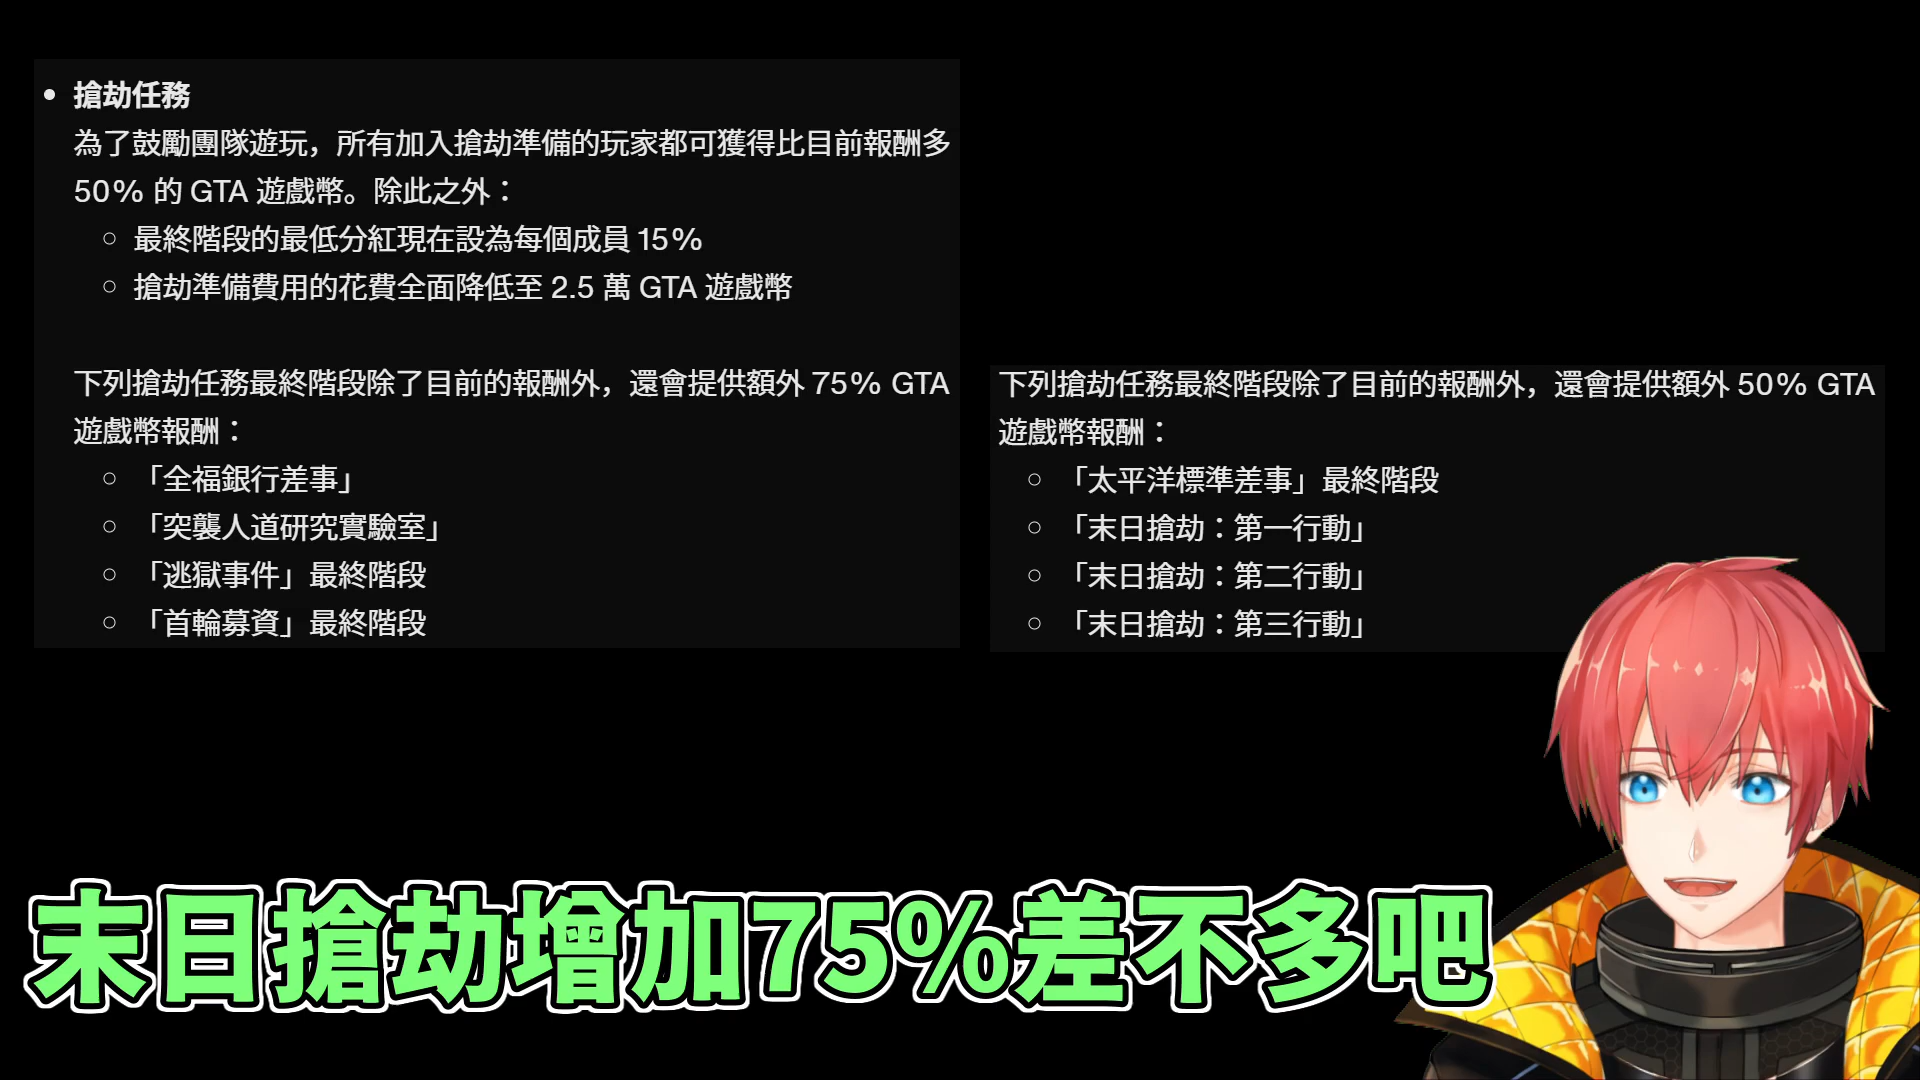 • 搶劫任務
為了鼓勵團隊遊玩，所有加入搶劫準備的玩家都可獲得比目前報酬多
50% 的 GTA 遊戲幣。除此之外：
○ 最終階段的最低分紅現在設為每個成員 15%
○ 搶劫準備費用的花費全面降低至 2.5 萬 GTA 遊戲幣
下列搶劫任務最終階段除了目前的報酬外，還會提供額外 75% GTA
遊戲幣報酬：
○ 「全福銀行差事」
○ 「突襲人道研究實驗室」
○ 「逃獄事件」最終階段
○ 「首輪募資」最終階段
下列搶劫任務最終階段除了目前的報酬外，還會提供額外 50% GTA
遊戲幣報酬：
○ 「太平洋標準差事」最終階段
○ 「末日搶劫：第一行動」
○ 「末日搶劫：第二行動」
○ 「末日搶劫：第三行動」
末日搶劫增加75%差不多吧